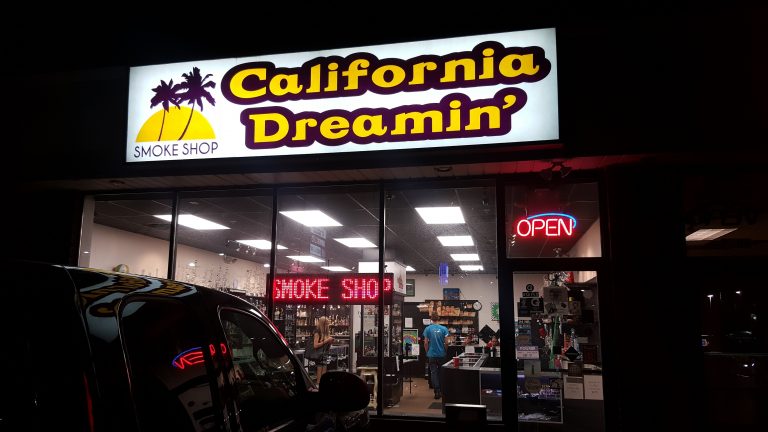 California
Dreamin'
SMOKE SHOP
OPEN
SMOKE SHOP